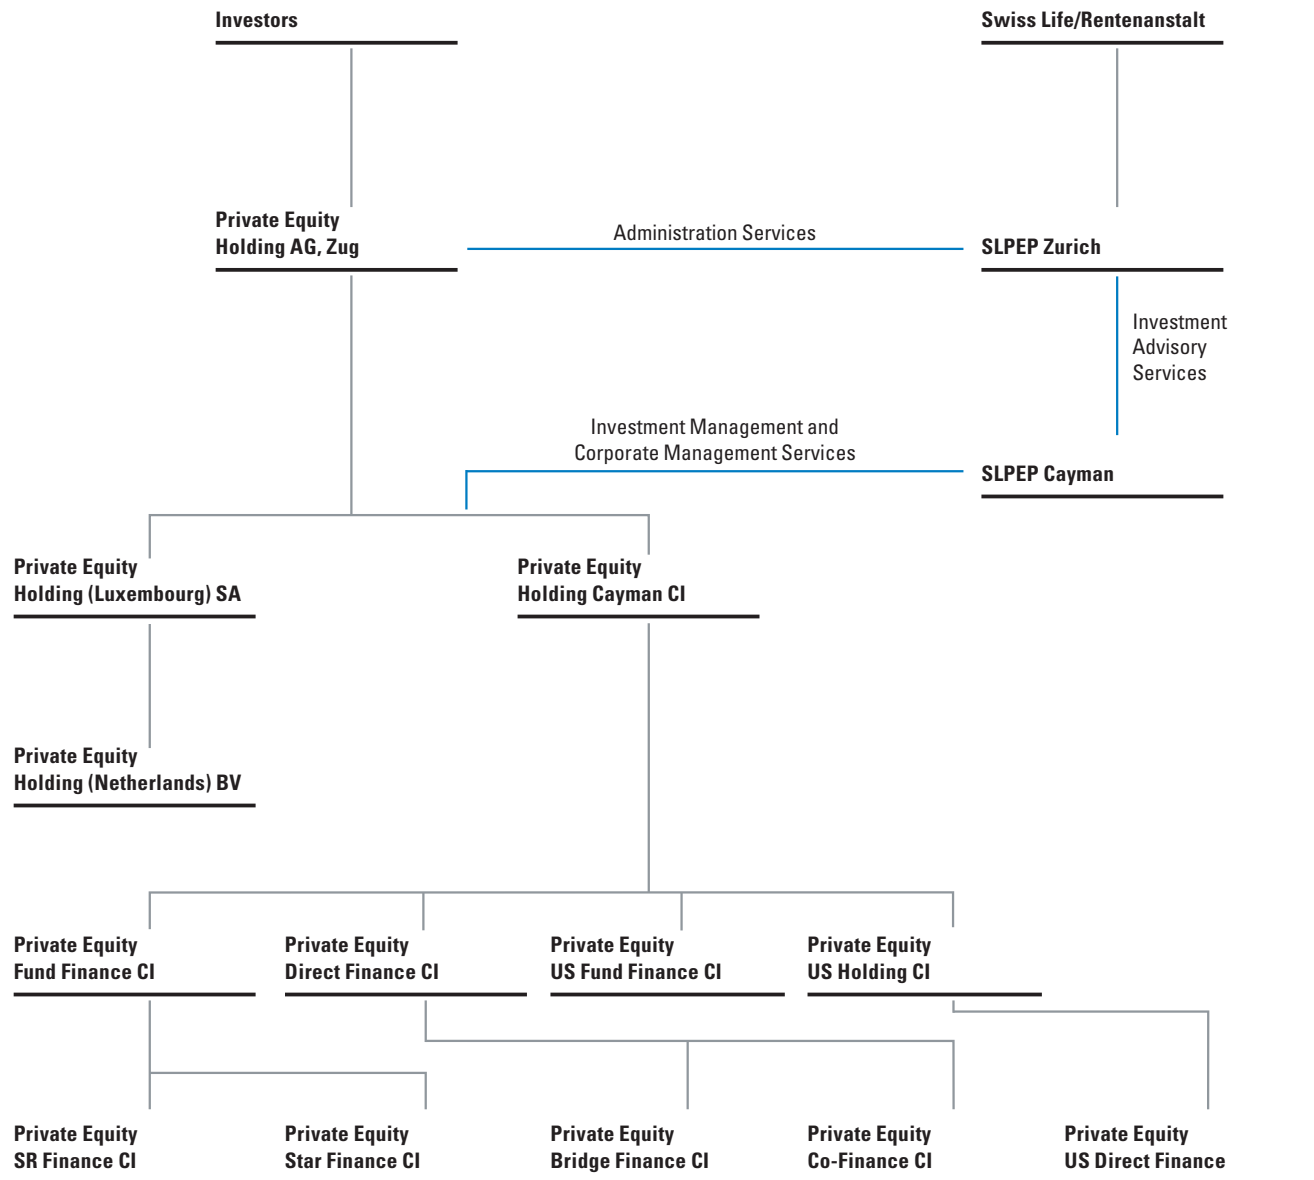 Investors
Swiss Life/Rentenanstalt
Private Equity
Holding AG, Zug
Administration Services
SLPEP Zurich
Investment
Advisory
Services
Investment Management and
Corporate Management Services
SLPEP Cayman
Private Equity
Holding (Luxembourg) SA
Private Equity
Holding Cayman CI
Private Equity
Holding (Netherlands) BV
Private Equity
Fund Finance CI
Private Equity
Direct Finance CI
Private Equity
US Fund Finance CI
Private Equity
US Holding CI
Private Equity
SR Finance CI
Private Equity
Star Finance CI
Private Equity
Bridge Finance CI
Private Equity
Co-Finance CI
Private Equity
US Direct Finance